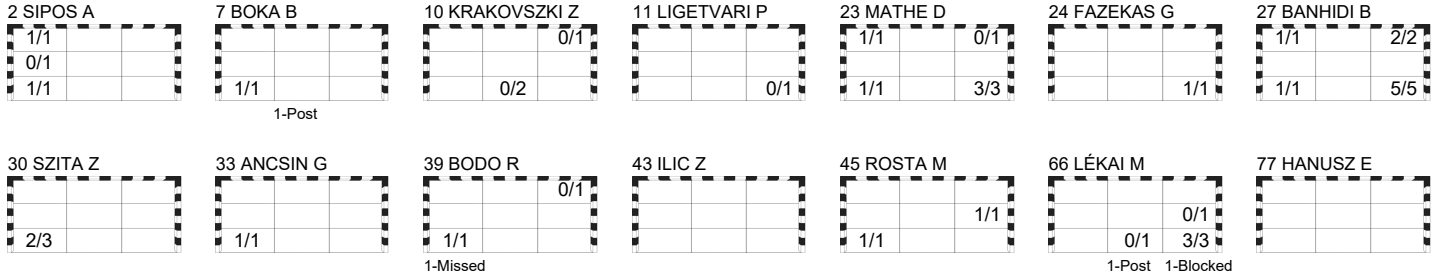 2 SIPOS A 7 BOKA B 10 KRAKOVSZKI Z 11 LIGETVARI P 23 MATHE D 24 FAZEKAS G 27 BANHIDI B
1/1 0/1 1/1 0/1 1/1 2/2
0/1
1/1 1/1 0/2 0/1 1/1 3/3 1/1 1/1 5/5
1-Post
30 SZITA Z 33 ANCSIN G 39 BODO R 43 ILIC Z 45 ROSTA M 66 LÉKAI M 77 HANUSZ E
0/1
1/1 0/1
2/3 1/1 1/1 1/1 0/1 3/3
1-Missed 1-Post 1-Blocked